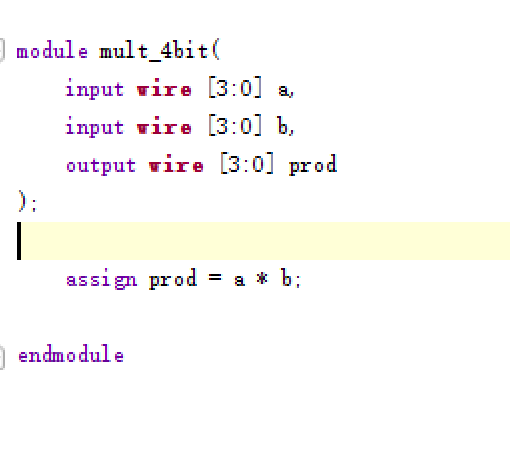 module mult_4bit(
input wire [3:0] a,
input wire [3:0] b,
output wire [3:0] prod
);
assign prod = a * b;
endmodule